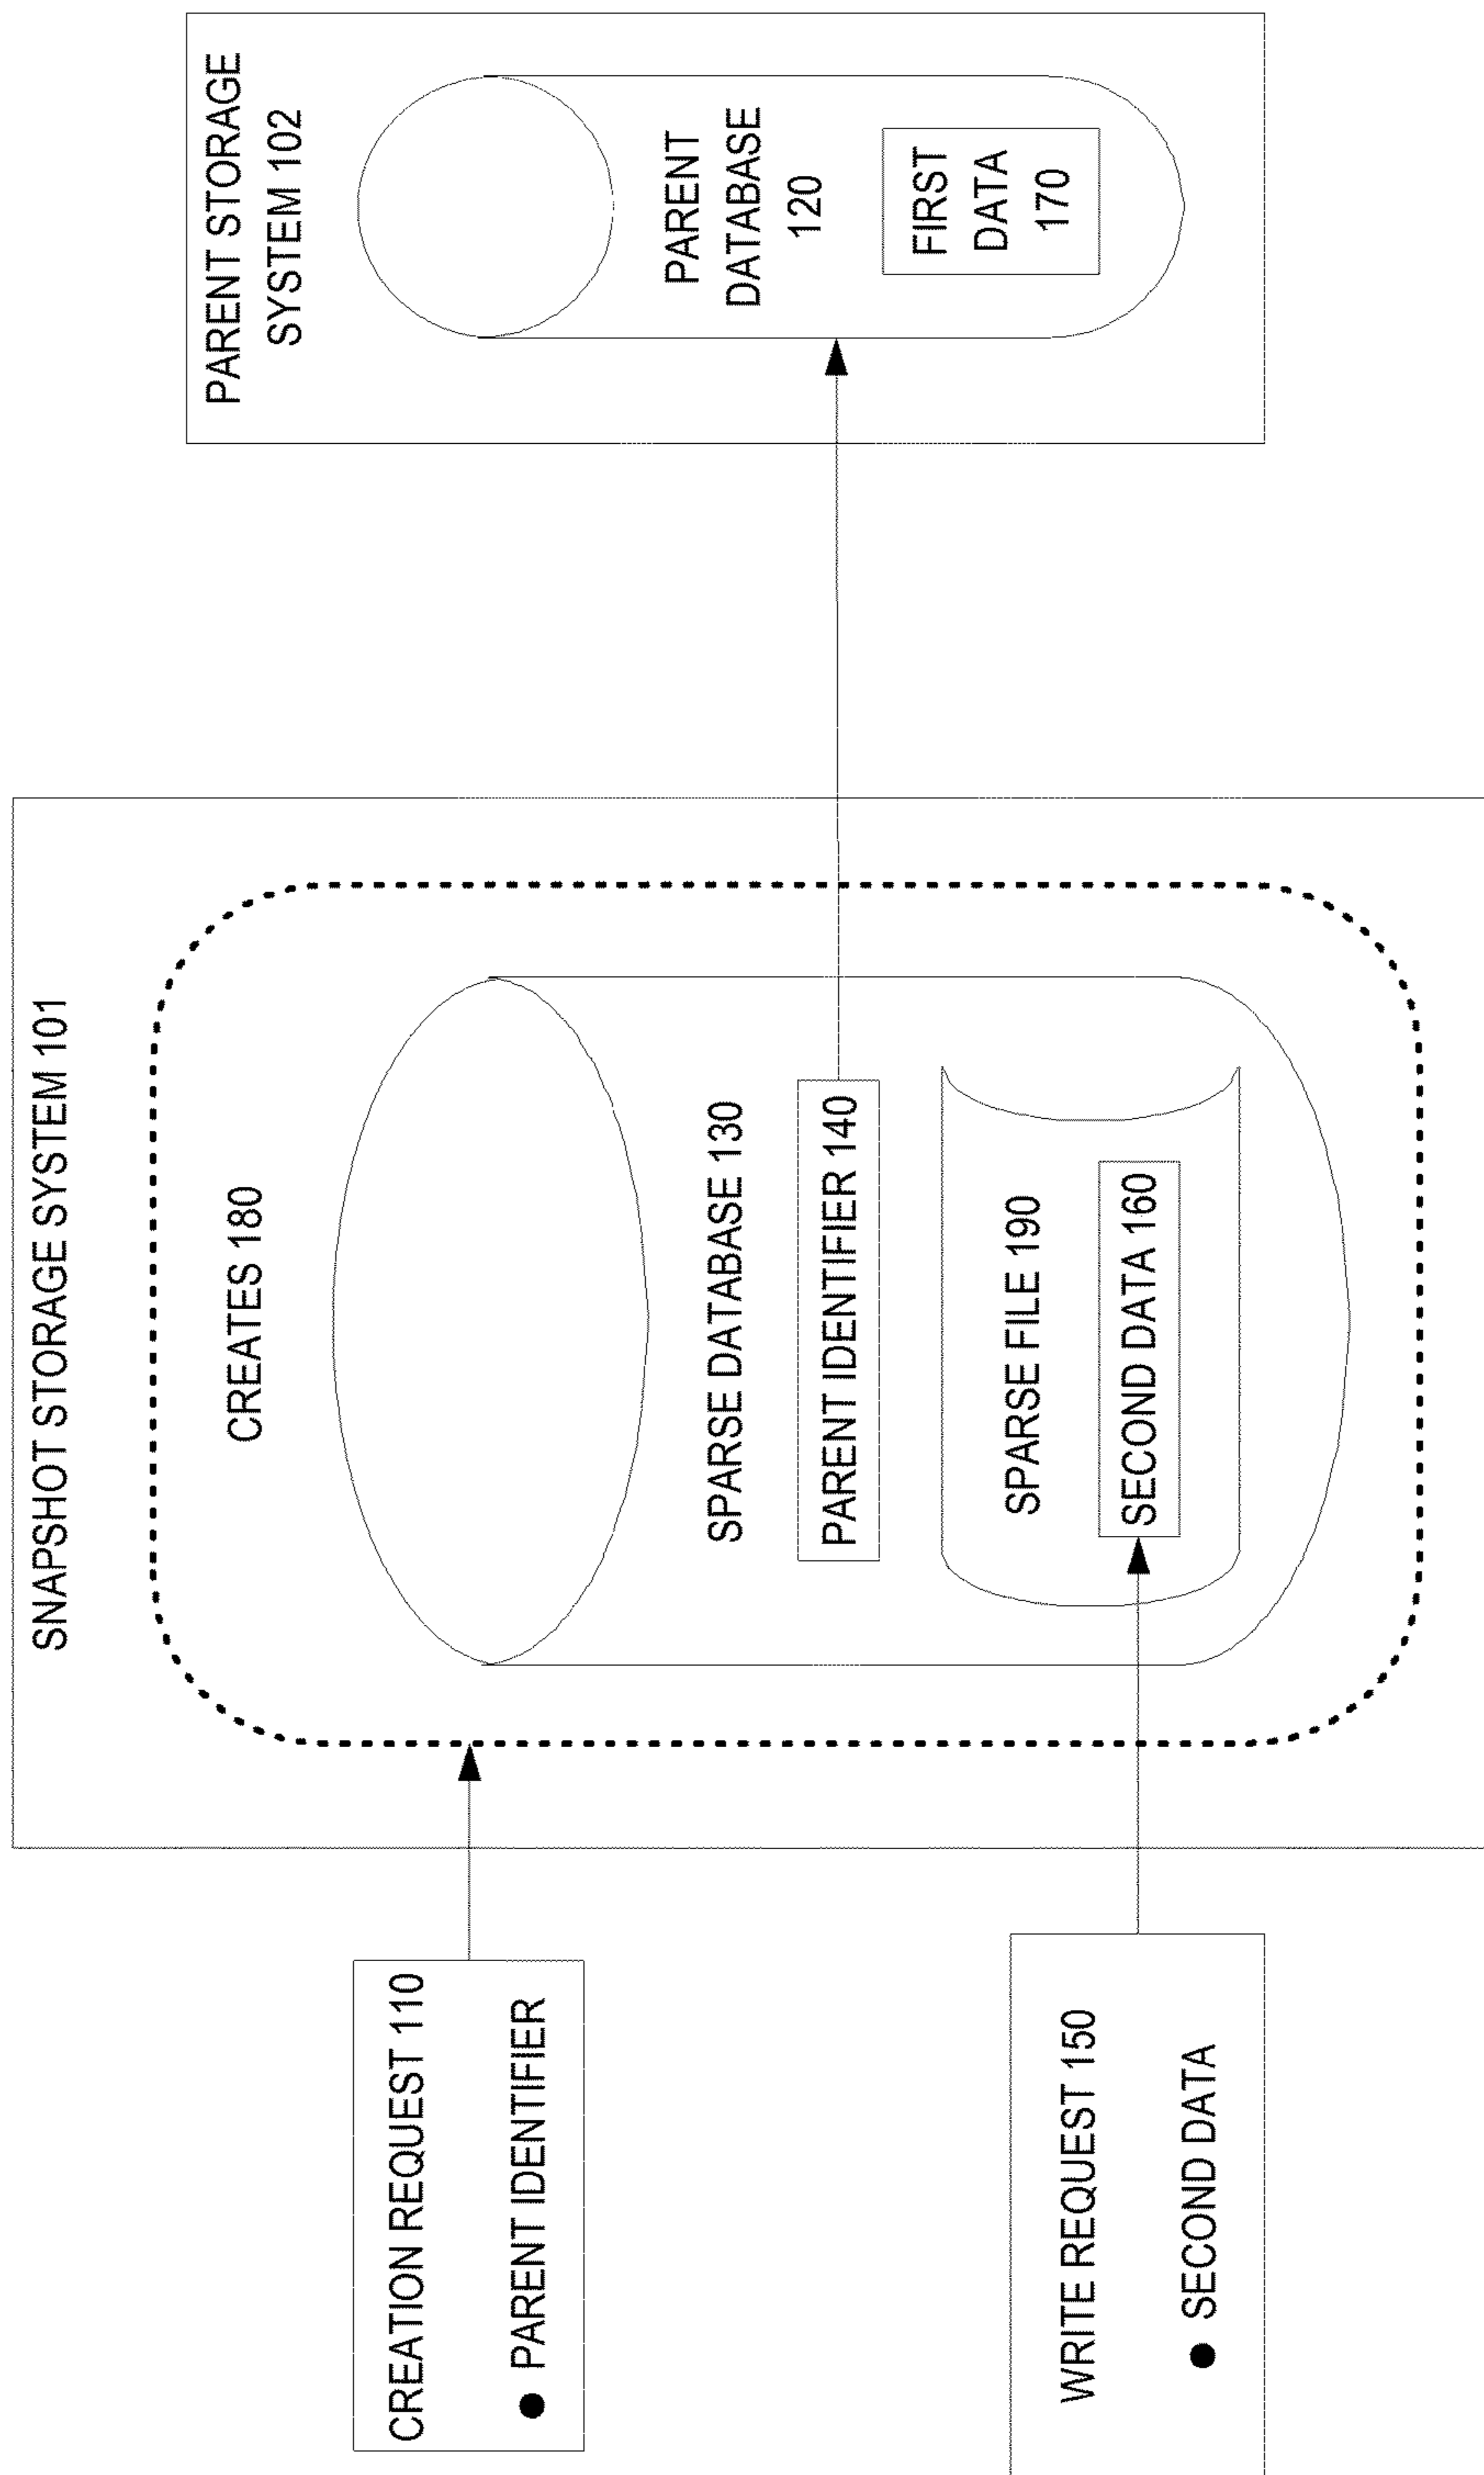 SNAPSHOT STORAGE SYSTEM 101
CREATION REQUEST 110
● PARENT IDENTIFIER
WRITE REQUEST 150
● SECOND DATA
CREATES 180
SPARSE DATABASE 130
PARENT IDENTIFIER 140
SPARSE FILE 190
SECOND DATA 160
PARENT STORAGE
SYSTEM 102
PARENT
DATABASE
120
FIRST
DATA
170